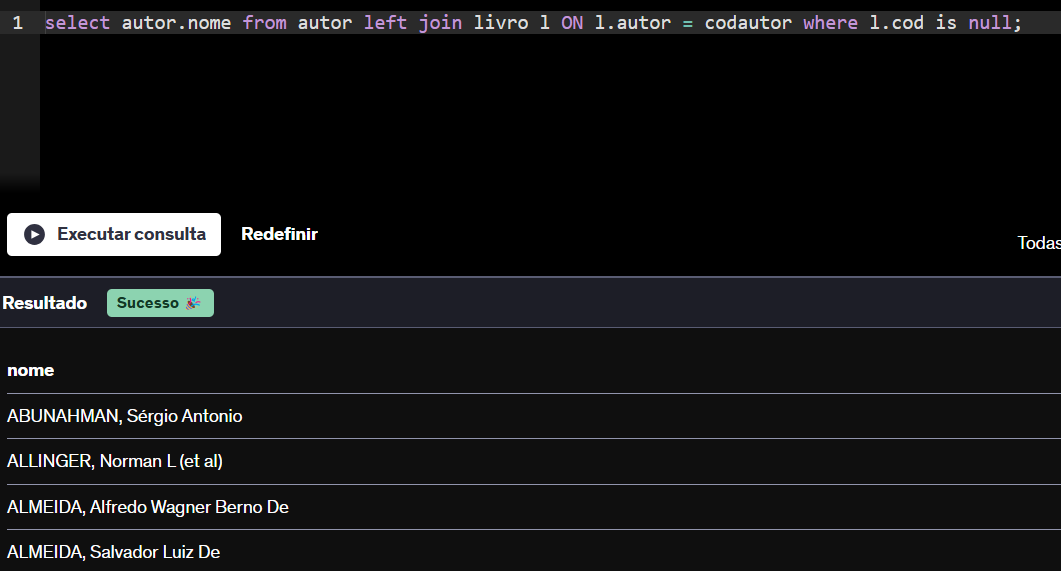 1 select autor.nome from autor left join livro l ON l.autor = codautor where l.cod is null;
Executar consulta Redefinir
Todas
Resultado Sucesso 🎉
nome
ABUNAHMAN, Sérgio Antonio
ALLINGER, Norman L (et al)
ALMEIDA, Alfredo Wagner Berno De
ALMEIDA, Salvador Luiz De